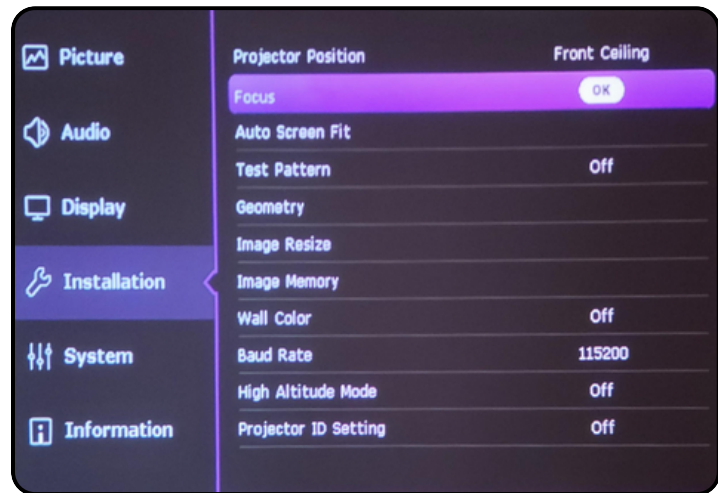 Picture
Audio
Display
Installation
System
Information
Projector Position Front Ceiling
Focus OK
Auto Screen Fit
Test Pattern Off
Geometry
Image Resize
Image Memory
Wall Color Off
Baud Rate 115200
High Altitude Mode Off
Projector ID Setting Off